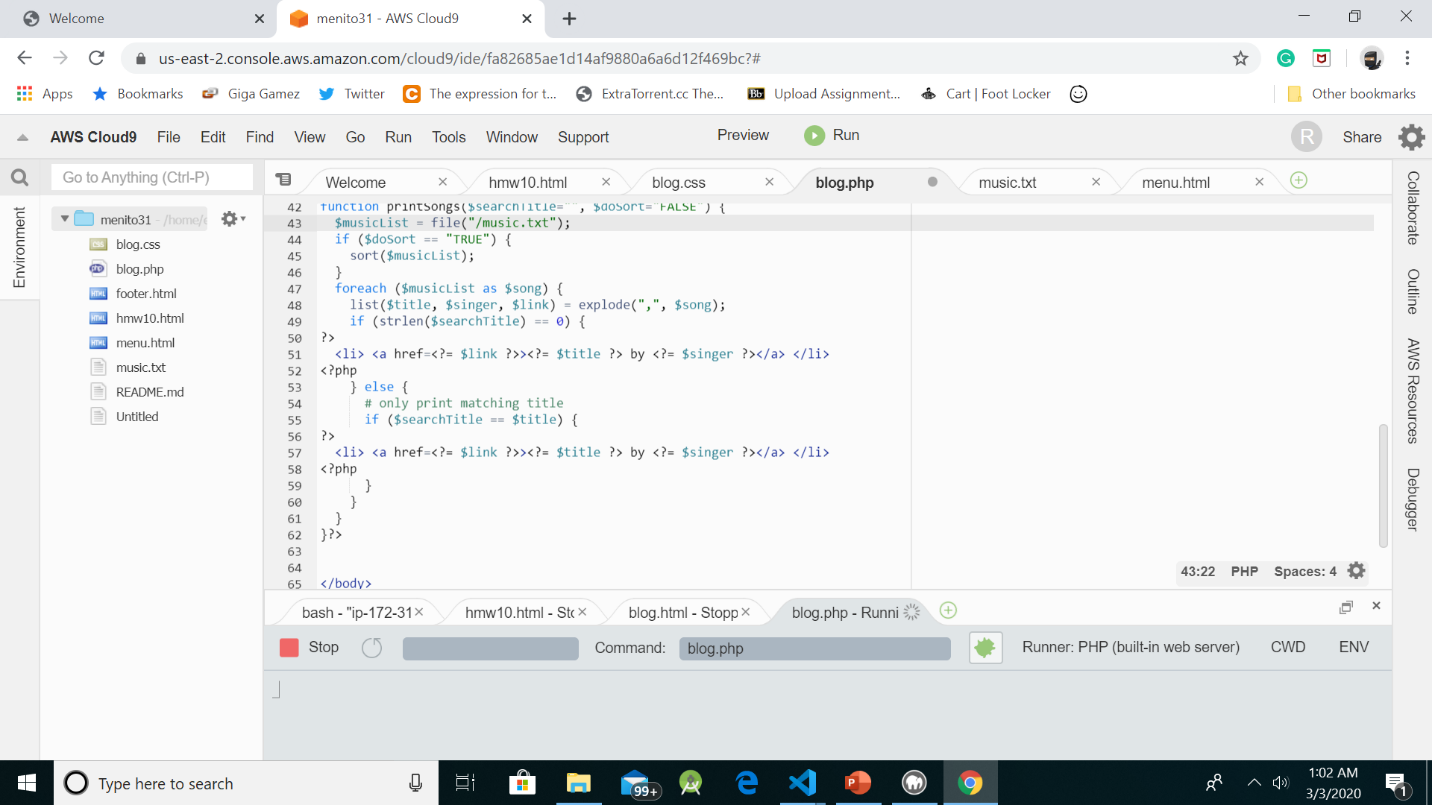 Welcome
menito31 - AWS Cloud9
us-east-2.console.aws.amazon.com/cloud9/ide/fa82685ae1d14af9880a6a6d12f469bc?#
Apps Bookmarks Giga Gamez Twitter The expression for t... ExtraTorrent.cc The... Bb Upload Assignment... Cart | Foot Locker Other bookmarks
AWS Cloud9 File Edit Find View Go Run Tools Window Support Preview Run R Share
Go to Anything (Ctrl-P)
Welcome hmw10.html blog.css blog.php music.txt menu.html
Environment
menito31 - /home/
blog.css
blog.php
footer.html
hmw10.html
menu.html
music.txt
README.md
Untitled
42 function printSongs($searchTitle="", $doSort="FALSE") {
43 $musicList = file("/music.txt");
44 if ($doSort == "TRUE") {
45 sort($musicList);
46 }
47 foreach ($musicList as $song) {
48 list($title, $singer, $link) = explode(",", $song);
49 if (strlen($searchTitle) == 0) {
50 ?>
51 <li> <a href=<?= $link ?>><?= $title ?> by <?= $singer ?></a> </li>
52 <?php
53 } else {
54 # only print matching title
55 if ($searchTitle == $title) {
56 ?>
57 <li> <a href=<?= $link ?>><?= $title ?> by <?= $singer ?></a> </li>
58 <?php
59 }
60 }
61 }
62 }?>
63
64
65 </body>
43:22 PHP Spaces: 4
Collaborate
Outline
AWS Resources
Debugger
bash - "ip-172-31 hmw10.html - Sto blog.html - Stopp blog.php - Runni
Stop Command: blog.php Runner: PHP (built-in web server) CWD ENV
Type here to search
99+
1:02 AM
3/3/2020
1